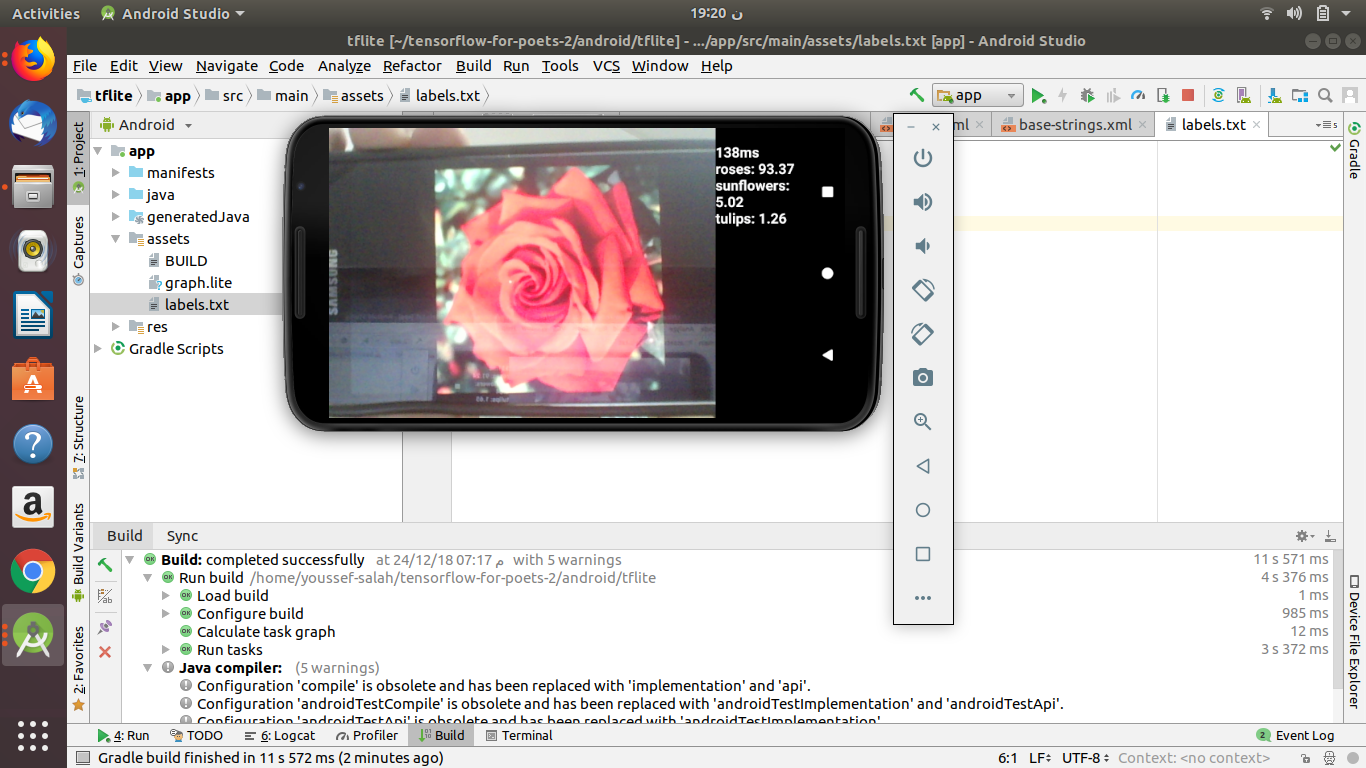 Activities
Android Studio
19:20 ن
tflite [~/tensorflow-for-poets-2/android/tflite] - .../app/src/main/assets/labels.txt [app] - Android Studio
File Edit View Navigate Code Analyze Refactor Build Run Tools VCS Window Help
tflite app src main assets labels.txt
app
1: Project
Captures
7: Structure
Build Variants
2: Favorites
Android
ml
base-strings.xml
labels.txt
5
Gradle
Device File Explorer
app
manifests
java
generatedJava
assets
BUILD
graph.lite
labels.txt
res
Gradle Scripts
SAMSUNG
138ms
roses: 93.37
sunflowers:
5.02
tulips: 1.26
Build Sync
Build: completed successfully at 24/12/18 07:17 م with 5 warnings 11 s 571 ms
Run build /home/youssef-salah/tensorflow-for-poets-2/android/tflite 4 s 376 ms
Load build 1 ms
Configure build 985 ms
Calculate task graph 12 ms
Run tasks 3 s 372 ms
Java compiler: (5 warnings)
Configuration 'compile' is obsolete and has been replaced with 'implementation' and 'api'.
Configuration 'androidTestCompile' is obsolete and has been replaced with 'androidTestImplementation' and 'androidTestApi'.
Configuration 'androidTestApi' is obsolete and has been replaced with 'androidTestImplementation'
4: Run TODO 6: Logcat Profiler Build Terminal 2 Event Log
Gradle build finished in 11 s 572 ms (2 minutes ago) 6:1 LF UTF-8 Context: <no context>